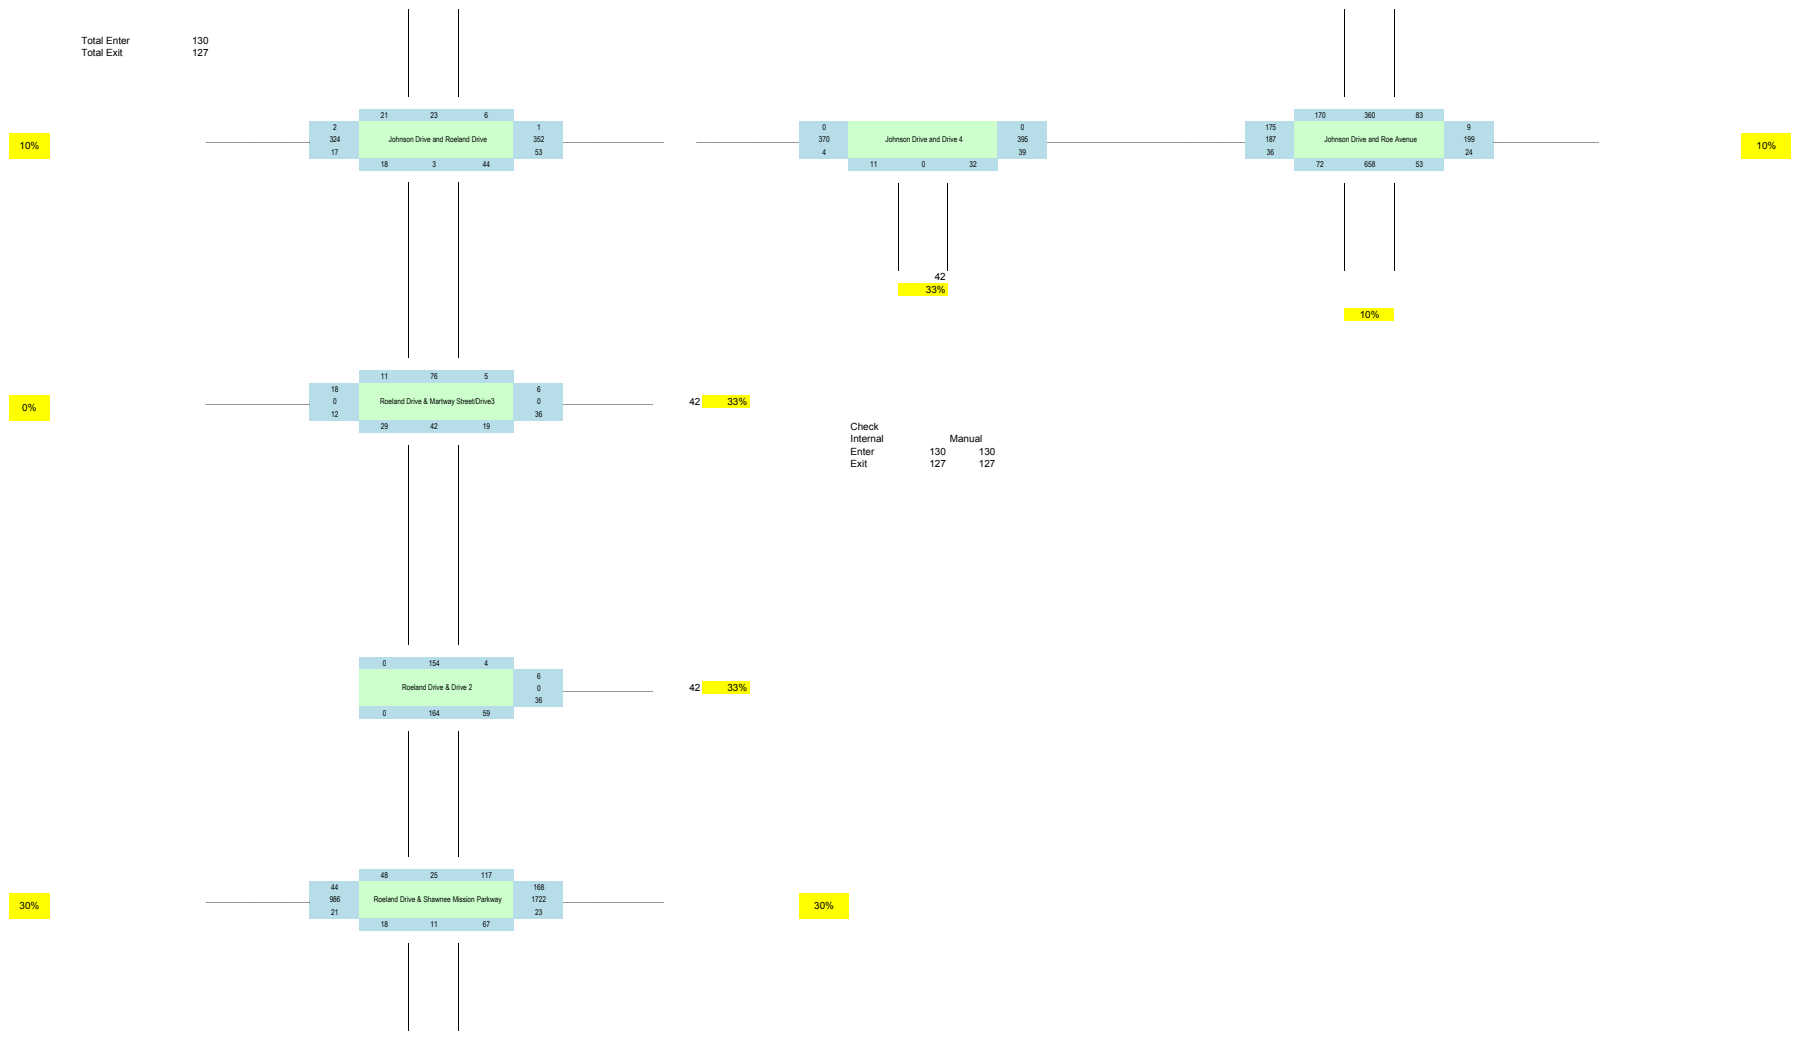 Total Enter 130
Total Exit 127
21 23 6
2 1
324 Johnson Drive and Roeland Drive 352
17 53
18 3 44
0 0
370 Johnson Drive and Drive 4 395
4 39
11 0 32
170 360 83
175 9
187 Johnson Drive and Roe Avenue 199
36 24
72 658 53
10%
10%
42
33%
10%
11 76 5
18 6
0 Roeland Drive & Martway Street/Drive3 0
12 36
29 42 19
0%
42 33%
Check
Internal Manual
Enter 130 130
Exit 127 127
0 154 4
6
Roeland Drive & Drive 2 0
36
0 164 59
42 33%
48 25 117
44 168
986 Roeland Drive & Shawnee Mission Parkway 1722
21 23
18 11 67
30%
30%